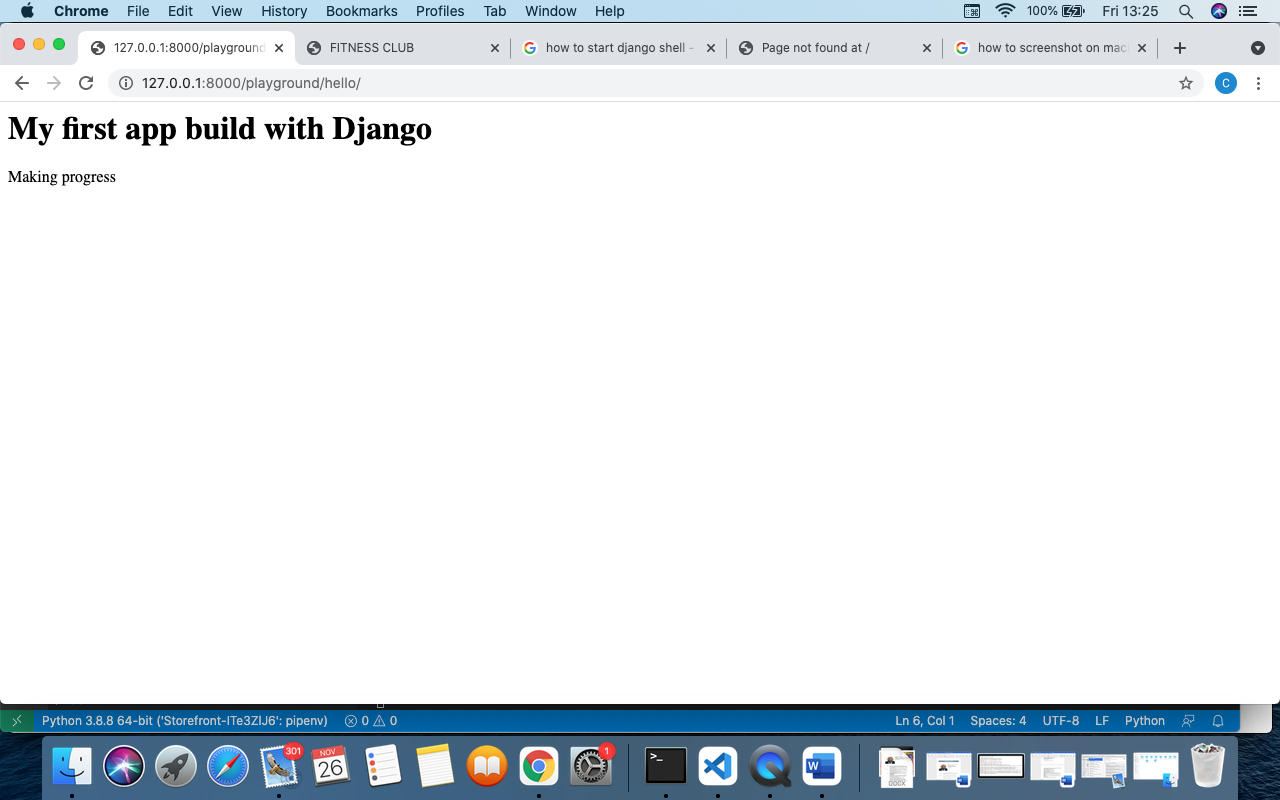 Chrome File Edit View History Bookmarks Profiles Tab Window Help 100% Fri 13:25
127.0.0.1:8000/playground FITNESS CLUB how to start django shell - Page not found at / how to screenshot on mac
127.0.0.1:8000/playground/hello/ C
My first app build with Django
Making progress
Python 3.8.8 64-bit ('Storefront-ITe3ZIJ6': pipenv) 0 0 Ln 6, Col 1 Spaces: 4 UTF-8 LF Python
301 NOV 26 1 >_ W DOCX